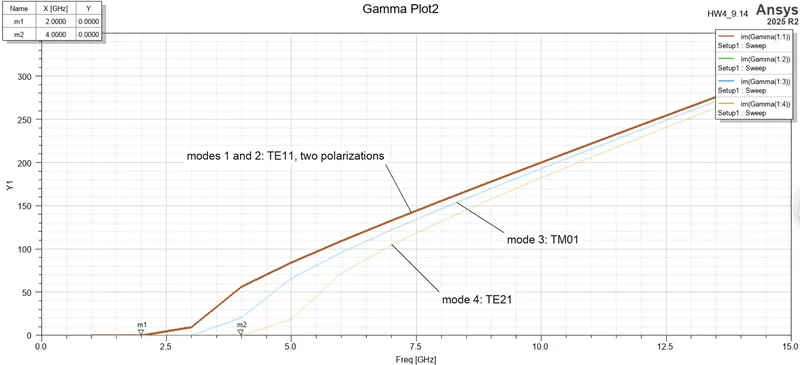 Gamma Plot2
HW4_9.14
Ansys
2025 R2
Name X [GHz] Y
m1 2.0000 0.0000
m2 4.0000 0.0000
im(Gamma(1:1))
Setup1 : Sweep
im(Gamma(1:2))
Setup1 : Sweep
im(Gamma(1:3))
Setup1 : Sweep
im(Gamma(1:4))
Setup1 : Sweep
350
300
250
200
150
100
50
0
Y1
modes 1 and 2: TE11, two polarizations
mode 3: TM01
mode 4: TE21
m1 m2
0.0 2.5 5.0 7.5 10.0 12.5 15.0
Freq [GHz]